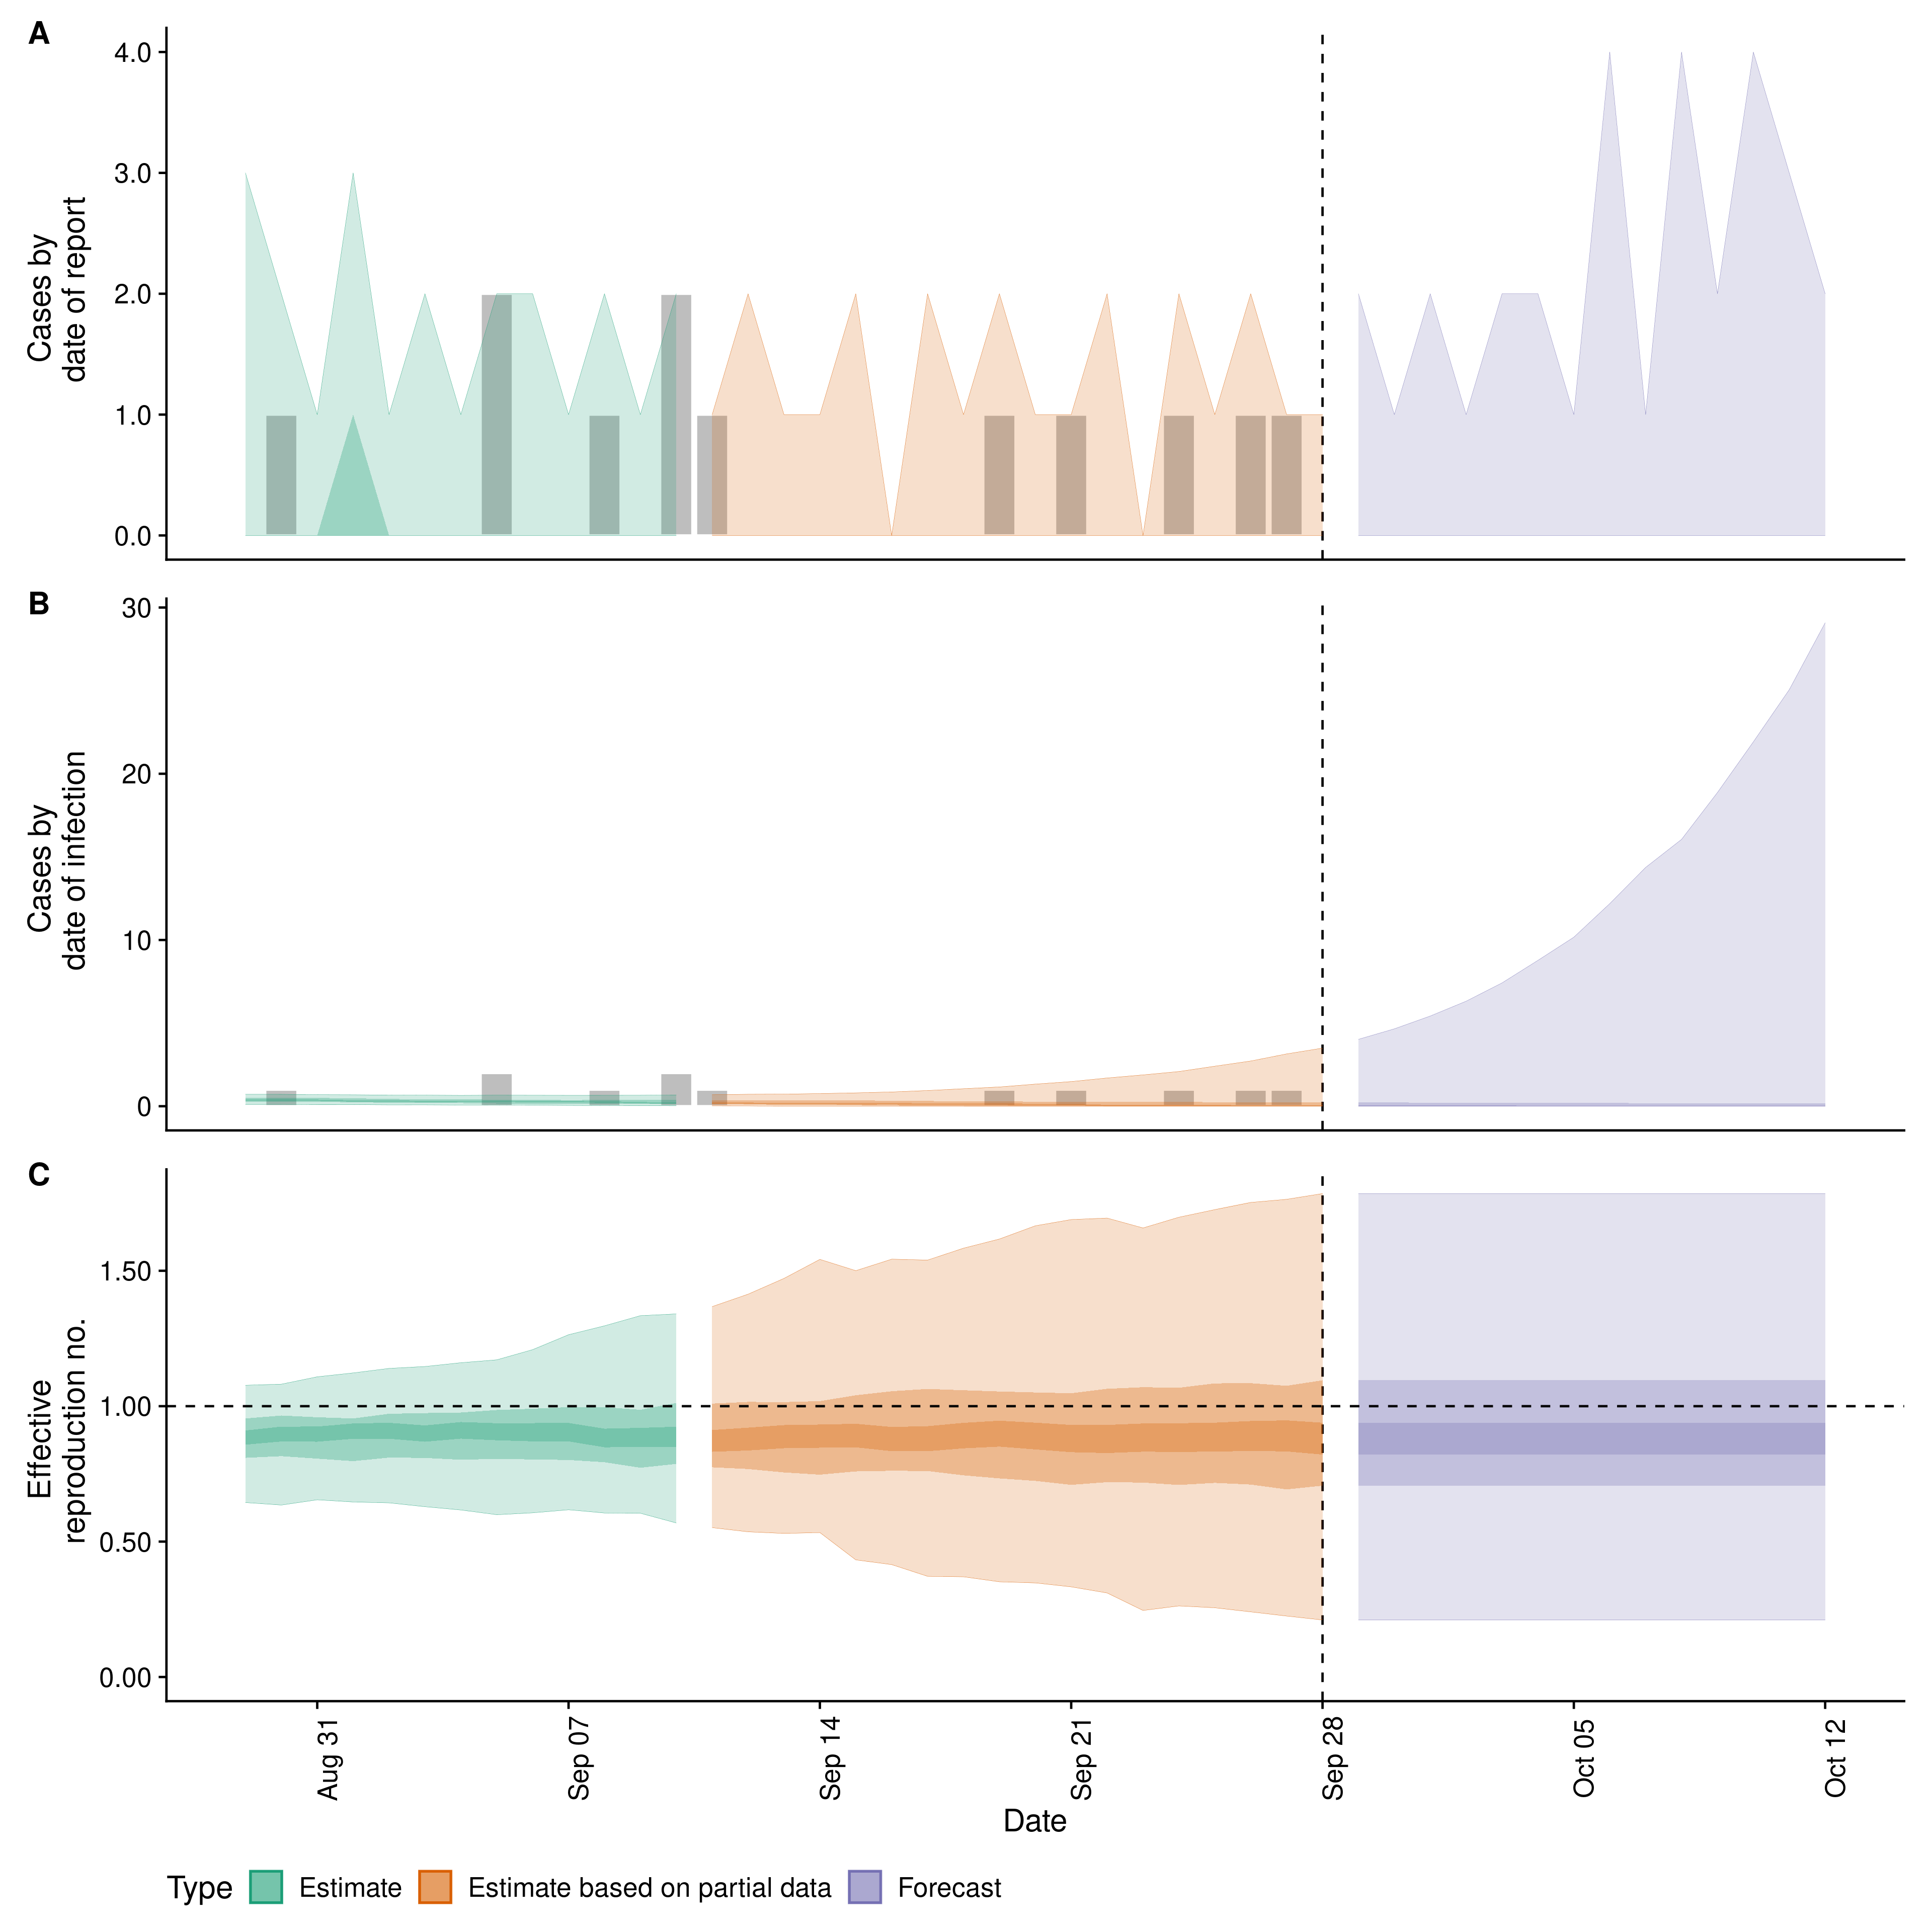 A
Cases by
date of report
4.0
3.0
2.0
1.0
0.0
B
Cases by
date of infection
30
20
10
0
C
Effective
reproduction no.
1.50
1.00
0.50
0.00
Aug 31
Sep 07
Sep 14
Sep 21
Sep 28
Oct 05
Oct 12
Date
Type Estimate Estimate based on partial data Forecast